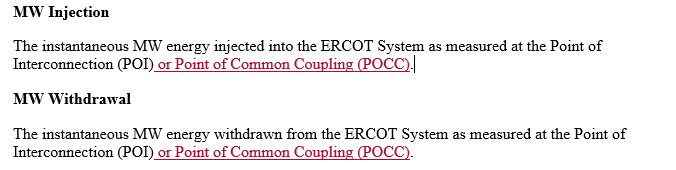 MW Injection
The instantaneous MW energy injected into the ERCOT System as measured at the Point of
Interconnection (POI) or Point of Common Coupling (POCC).
MW Withdrawal
The instantaneous MW energy withdrawn from the ERCOT System as measured at the Point of
Interconnection (POI) or Point of Common Coupling (POCC).